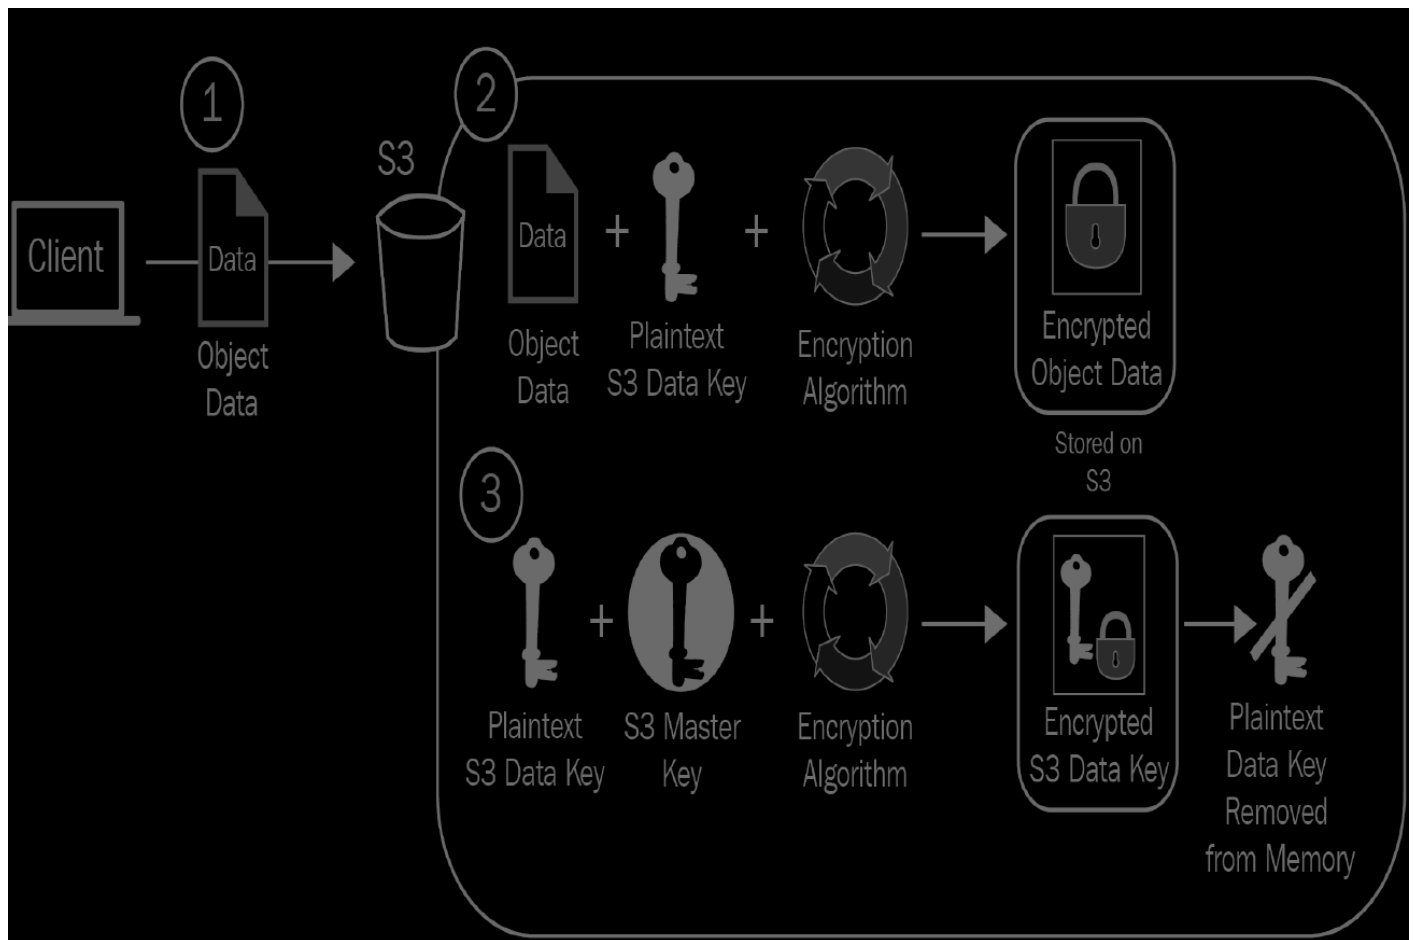 1
2
S3
Client
Data
Object
Data
Data
+
+
Object
Data
Plaintext
S3 Data Key
Encryption
Algorithm
Encrypted
Object Data
Stored on
S3
3
+
+
Plaintext
S3 Data Key
S3 Master
Key
Encryption
Algorithm
Encrypted
S3 Data Key
Plaintext
Data Key
Removed
from Memory